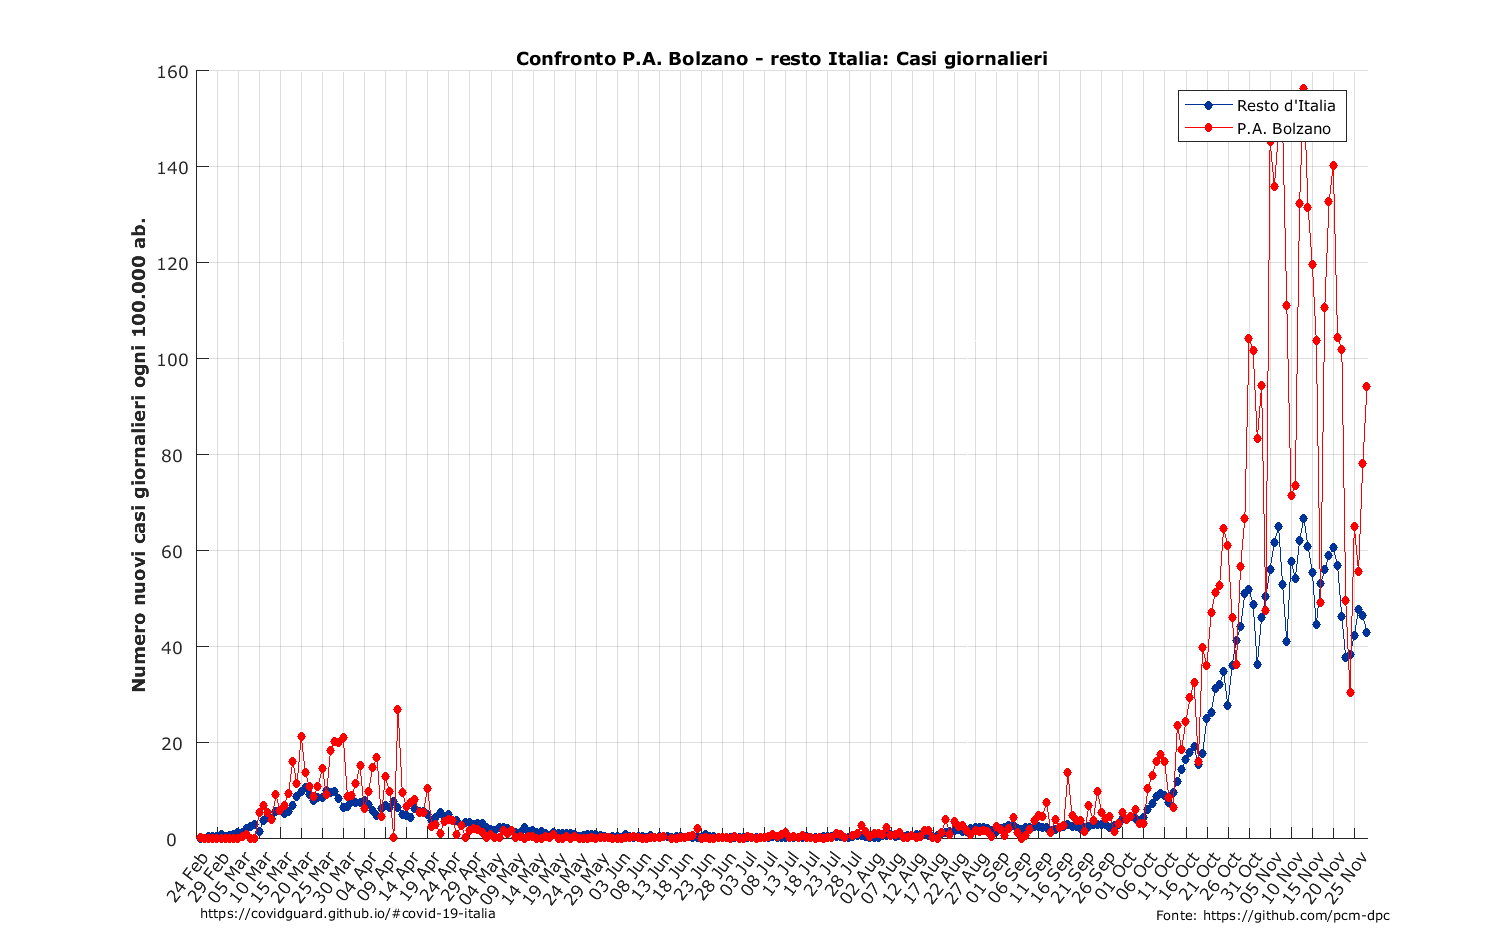 Confronto P.A. Bolzano - resto Italia: Casi giornalieri
Numero nuovi casi giornalieri ogni 100.000 ab.
160
140
120
100
80
60
40
20
0
Resto d'Italia
P.A. Bolzano
24 Feb
29 Feb
05 Mar
10 Mar
15 Mar
20 Mar
25 Mar
30 Mar
04 Apr
09 Apr
14 Apr
19 Apr
24 Apr
29 Apr
04 May
09 May
14 May
19 May
24 May
29 May
03 Jun
08 Jun
13 Jun
18 Jun
23 Jun
28 Jun
03 Jul
08 Jul
13 Jul
18 Jul
23 Jul
28 Jul
02 Aug
07 Aug
12 Aug
17 Aug
22 Aug
27 Aug
01 Sep
06 Sep
11 Sep
16 Sep
21 Sep
26 Sep
01 Oct
06 Oct
11 Oct
16 Oct
21 Oct
26 Oct
31 Oct
05 Nov
10 Nov
15 Nov
20 Nov
25 Nov
https://covidguard.github.io/#covid-19-italia
Fonte: https://github.com/pcm-dpc